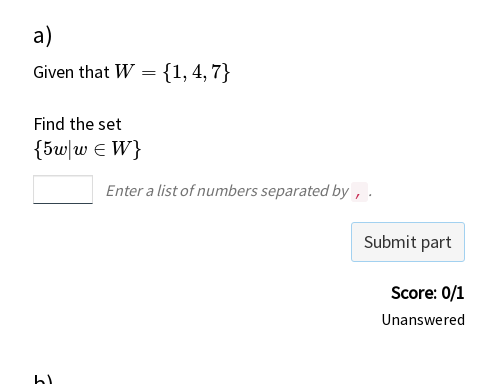 a)
Given that W = {1, 4, 7}
Find the set
{5w|w ∈ W}
Enter a list of numbers separated by , .
Submit part
Score: 0/1
Unanswered
b)